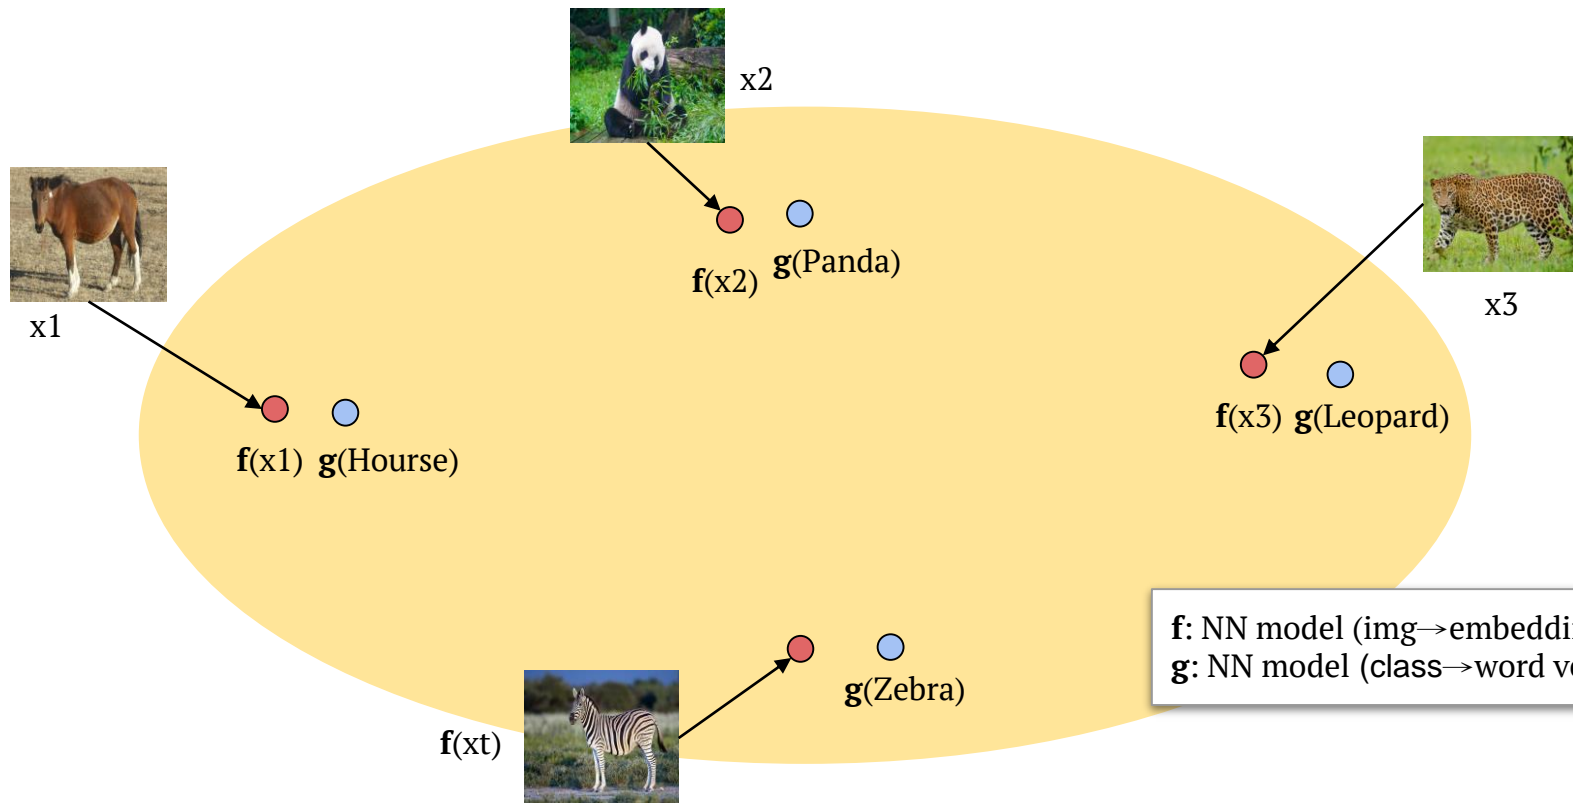 x2
x1
x3
f(x2)
g(Panda)
f(x3)
g(Leopard)
f(x1)
g(Hourse)
f(xt)
g(Zebra)
f: NN model (img→embeddi
g: NN model (class→word v